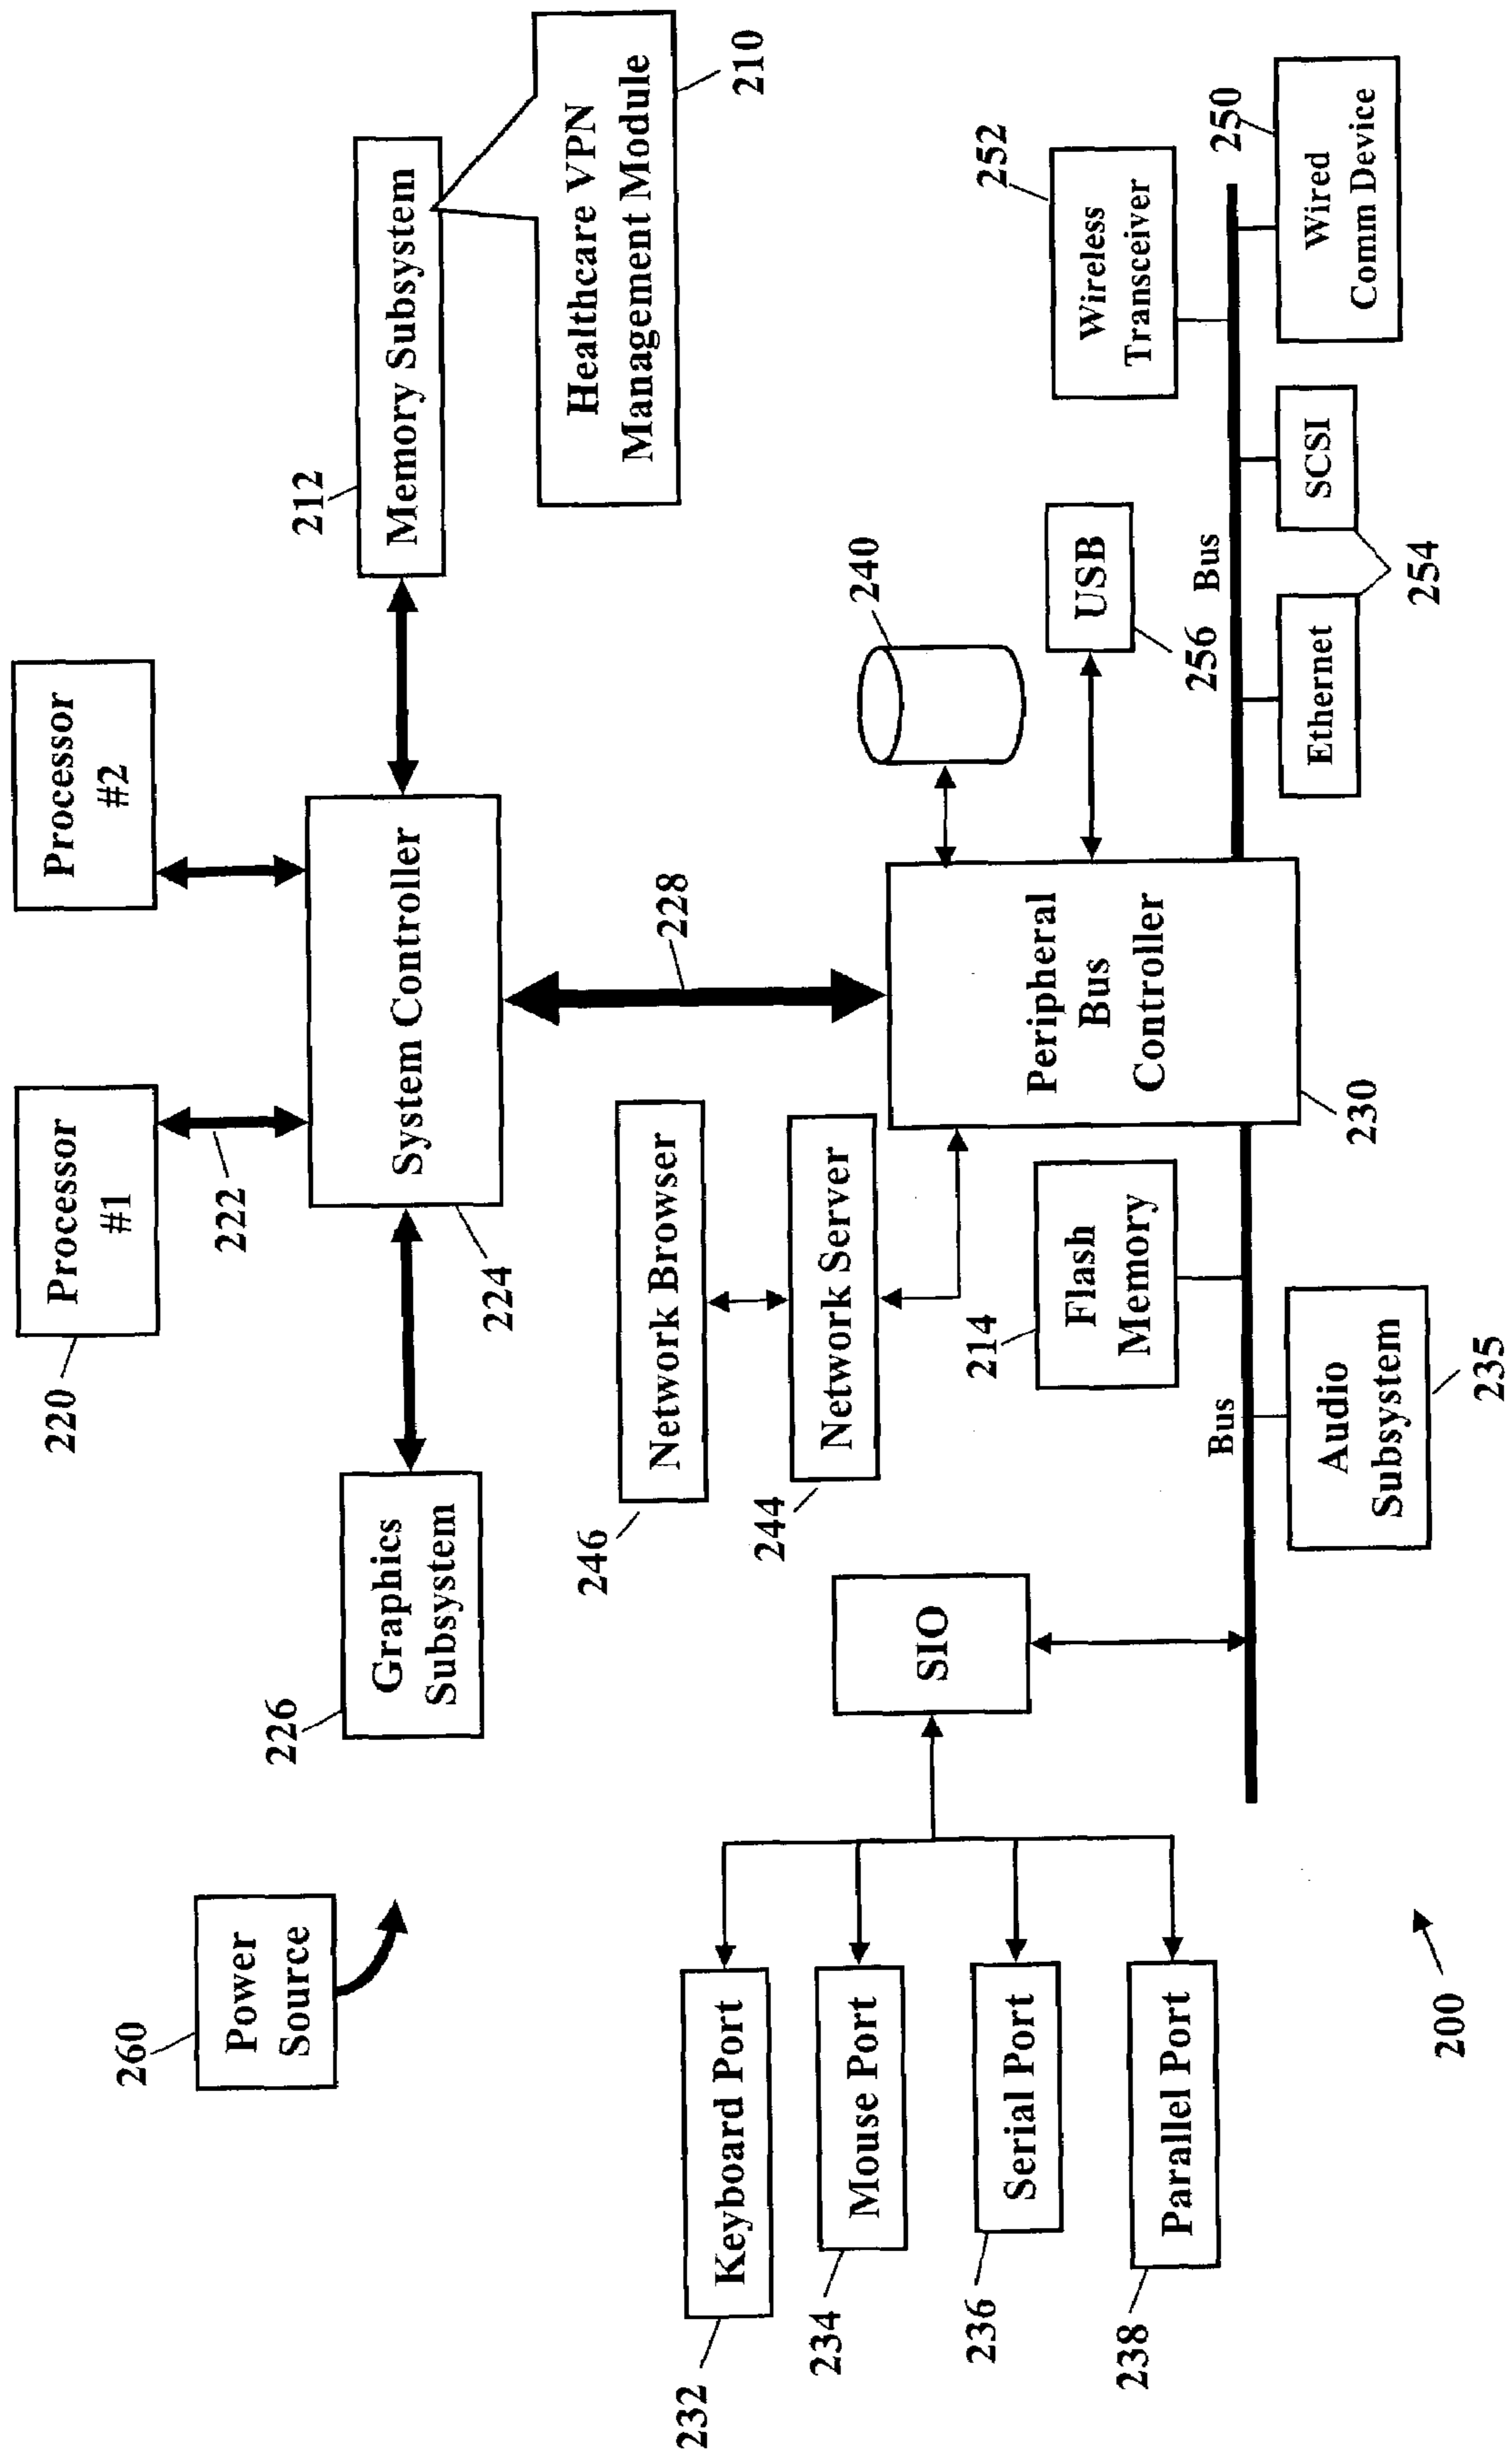 260
Power
Source
226
Graphics
Subsystem
220
Processor
#1
222
224
System Controller
Processor
#2
212
Memory Subsystem
Healthcare VPN
Management Module
210
228
246
Network Browser
244
Network Server
232
Keyboard Port
234
Mouse Port
236
Serial Port
238
Parallel Port
SIO
214
Flash
Memory
Bus
Audio
Subsystem
235
Peripheral
Bus
Controller
230
240
USB
256
Bus
Ethernet
SCSI
254
252
Wireless
Transceiver
250
Wired
Comm Device
200